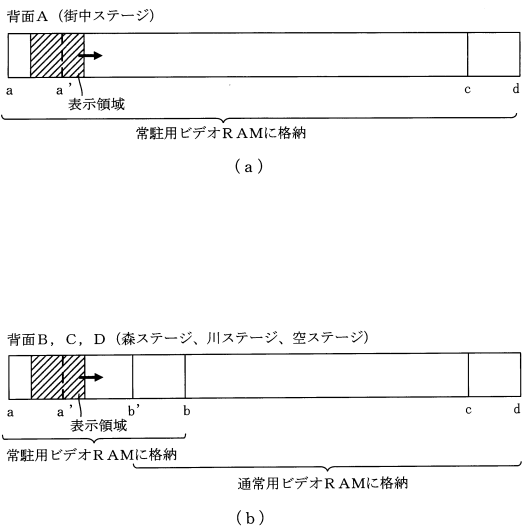 背面A（街中ステージ）
a a' c d
表示領域
常駐用ビデオRAMに格納
（a）
背面B，C，D（森ステージ、川ステージ、空ステージ）
a a' b' b c d
表示領域
常駐用ビデオRAMに格納
通常用ビデオRAMに格納
（b）